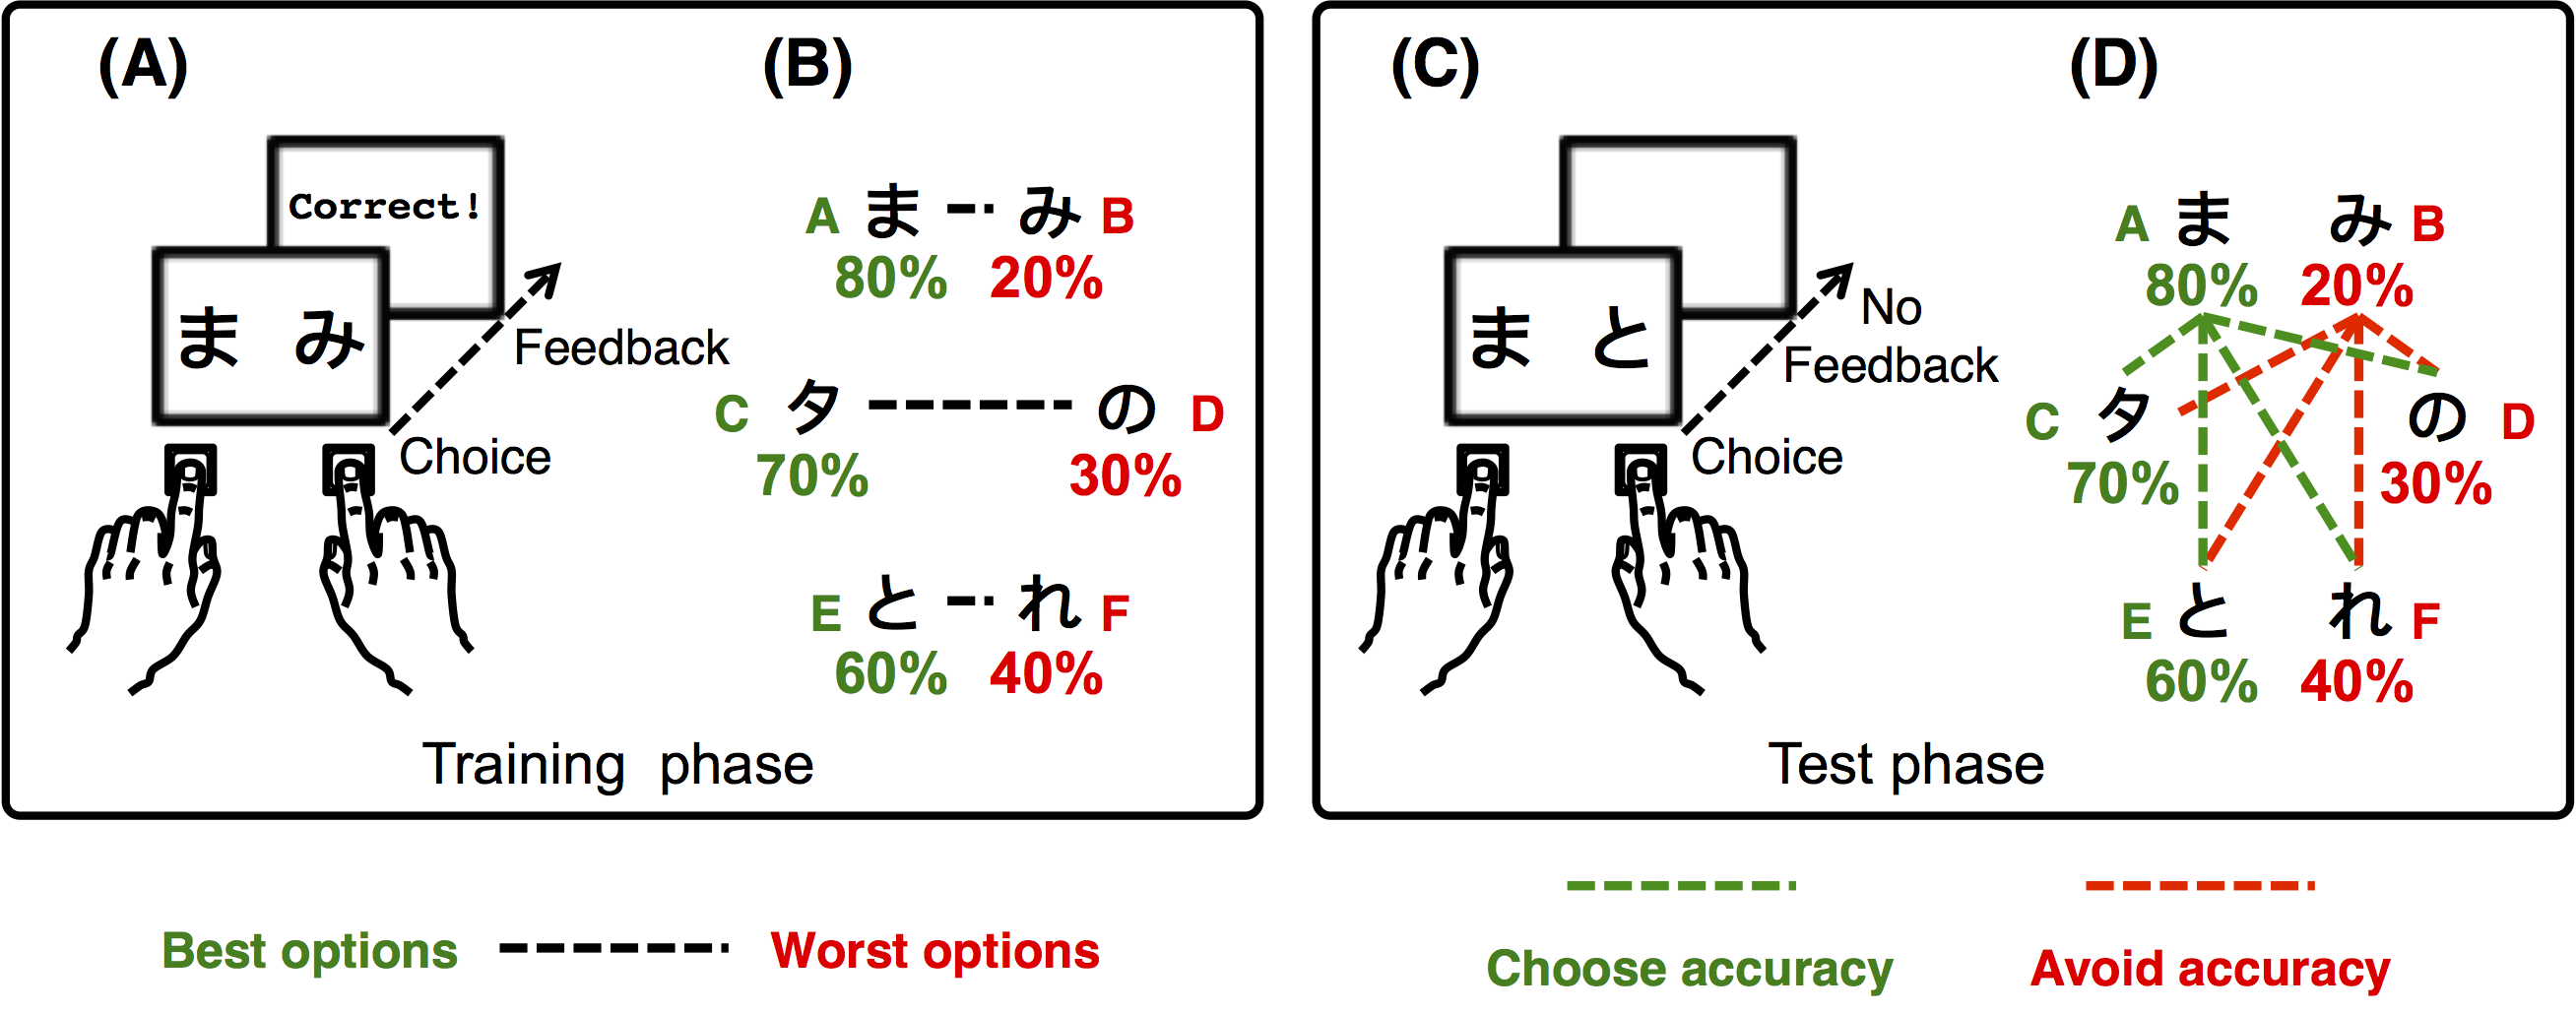 (A)
Correct!
ま み
Feedback
Choice
(B)
A ま み B
80% 20%
C タ の D
70% 30%
E と れ F
60% 40%
Training phase
Best options Worst options
(C)
ま と
No
Feedback
Choice
(D)
A ま み B
80% 20%
C タ の D
70% 30%
E と れ F
60% 40%
Test phase
Choose accuracy Avoid accuracy